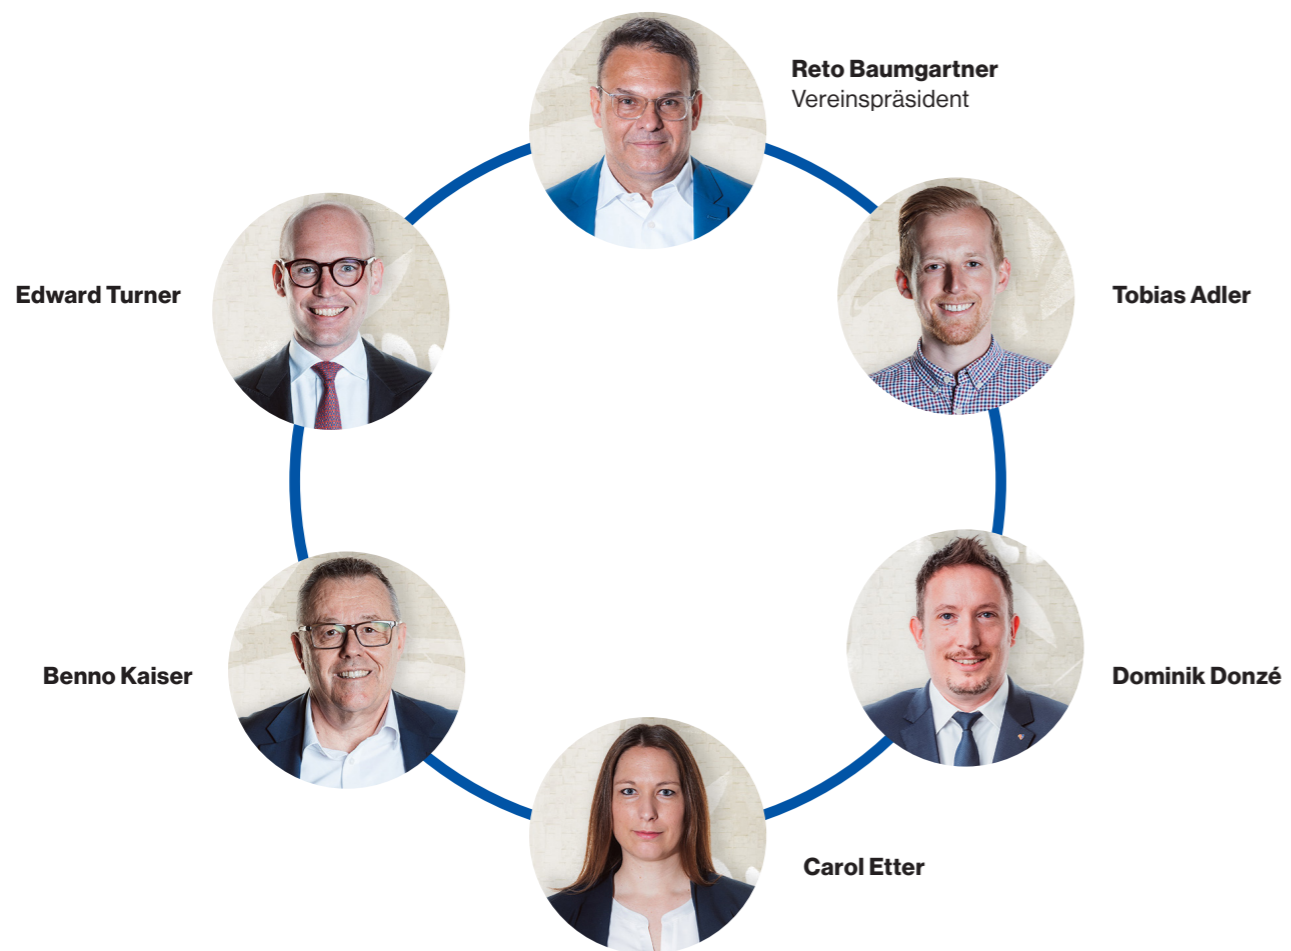 Reto Baumgartner
Vereinspräsident
Edward Turner
Tobias Adler
Benno Kaiser
Dominik Donzé
Carol Etter